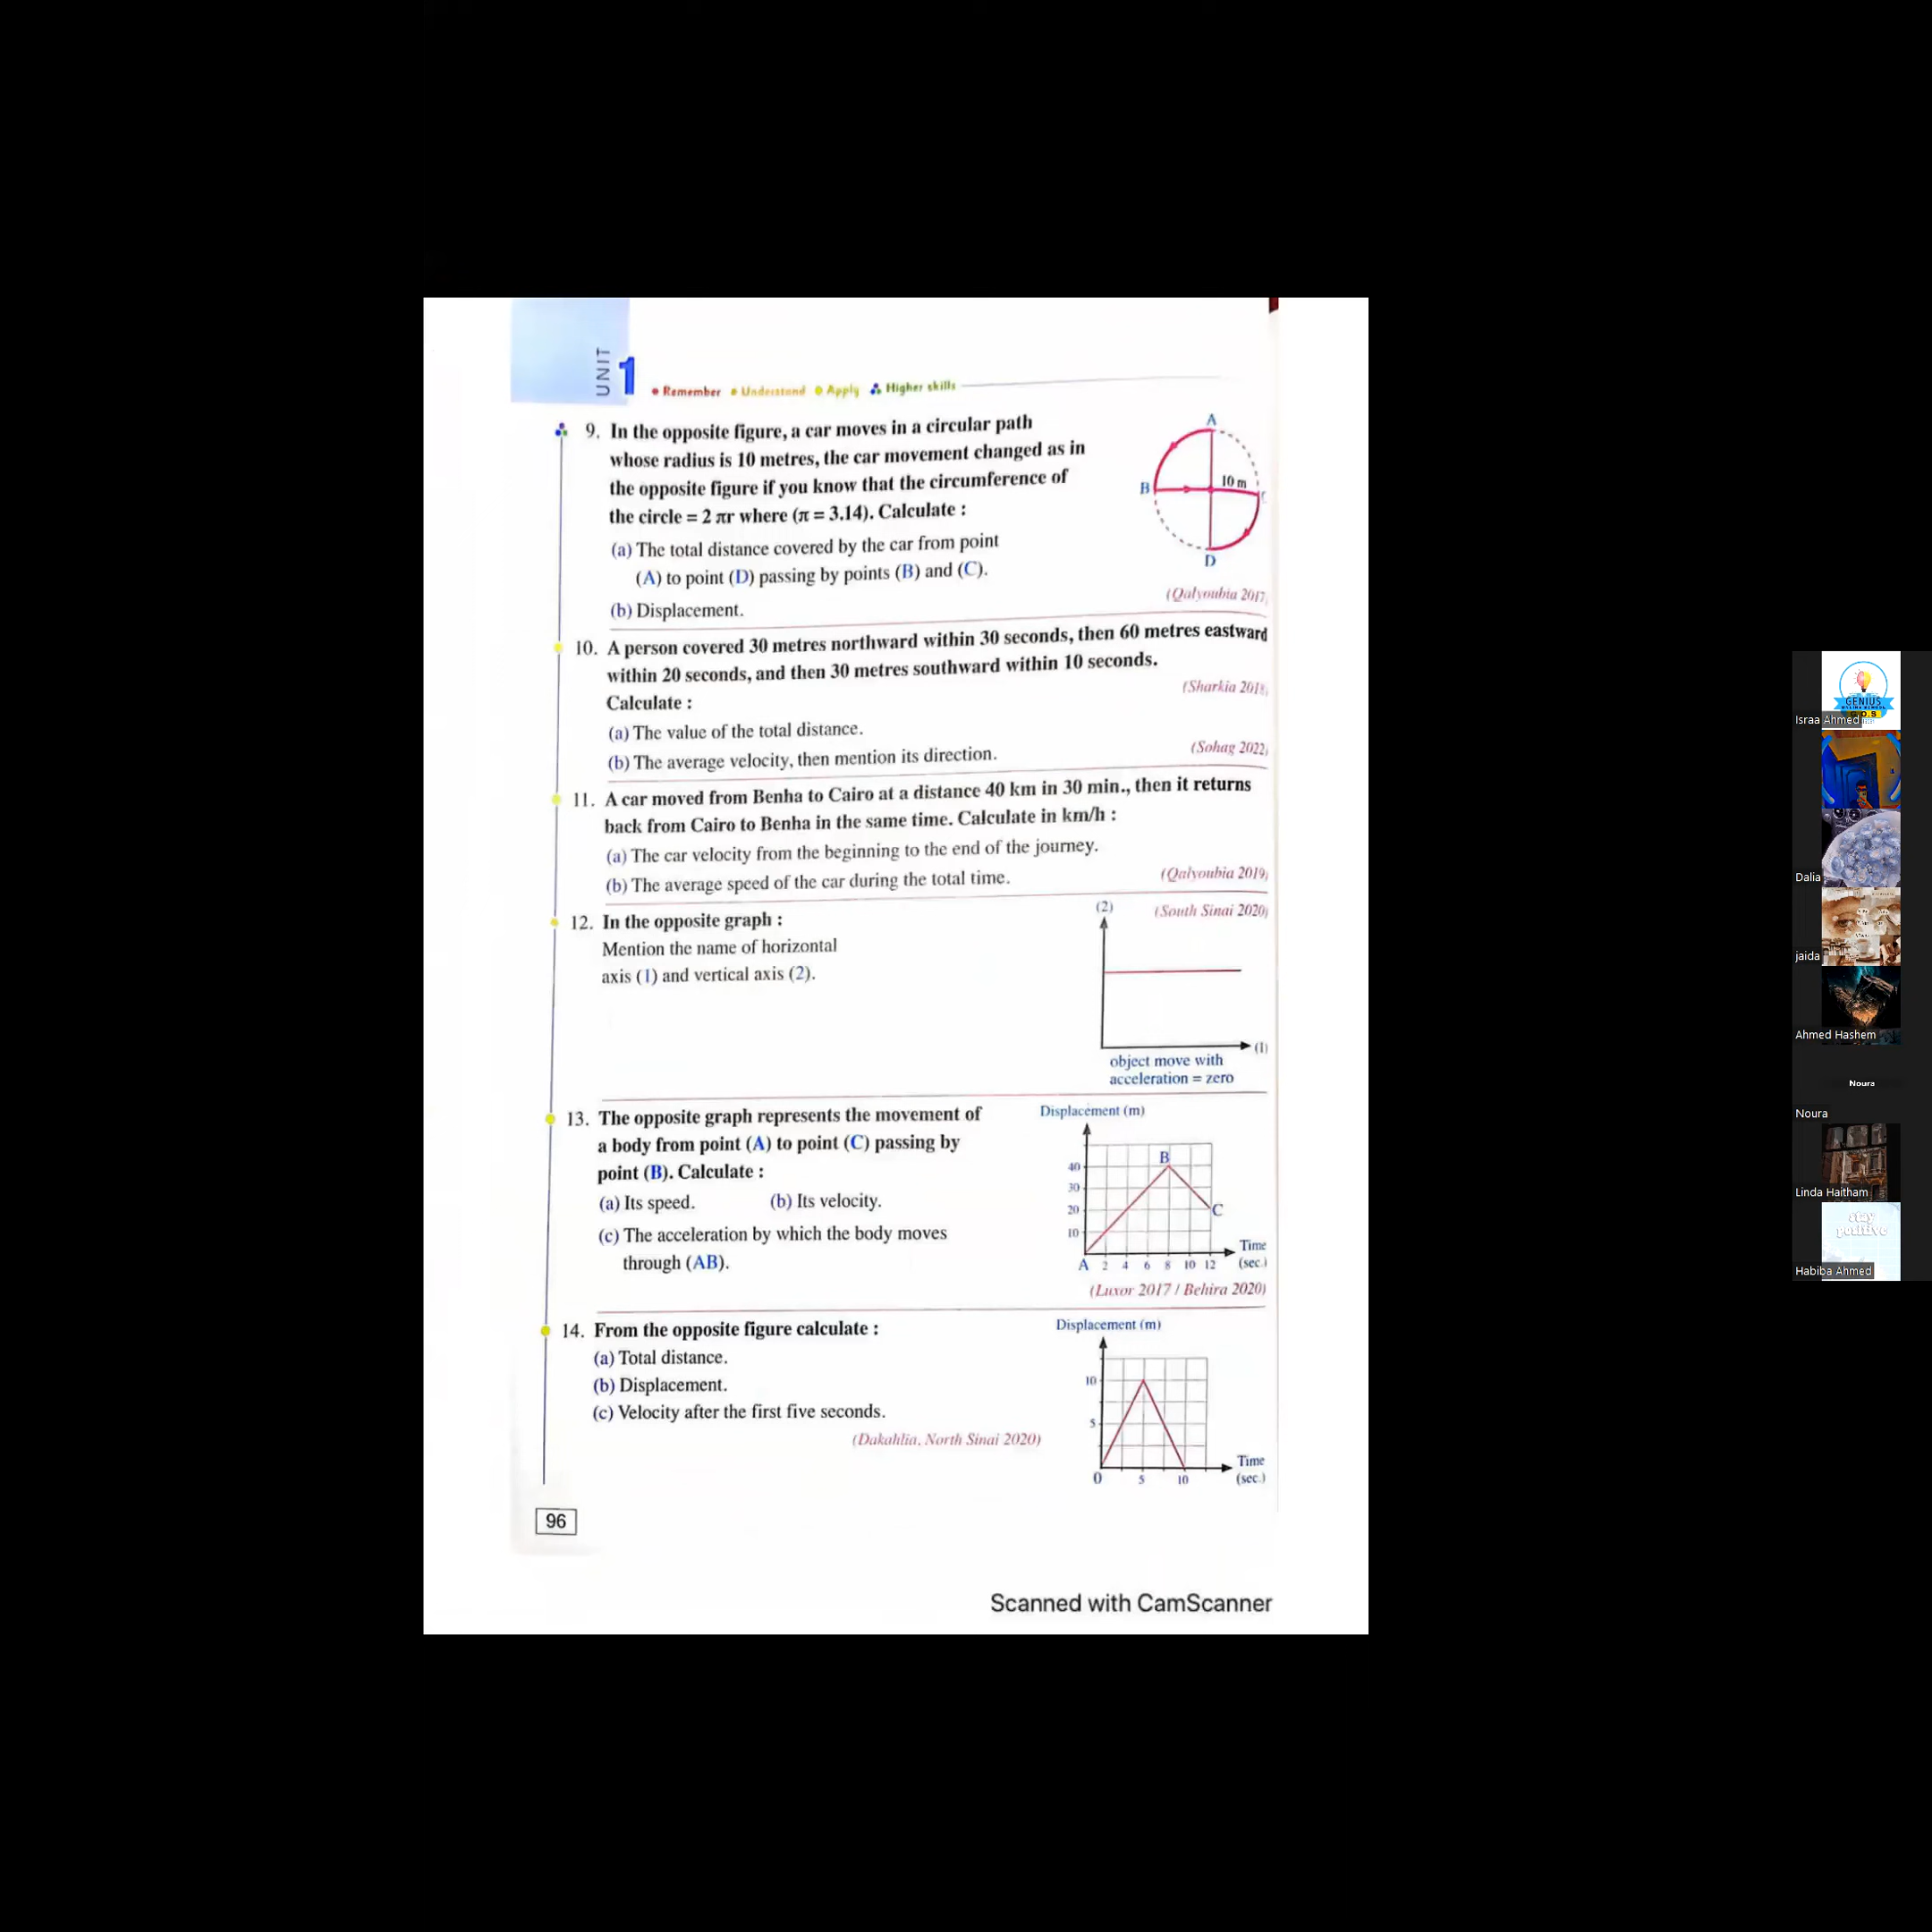 UNIT 1
Remember Understand Apply Higher skills
9. In the opposite figure, a car moves in a circular path
whose radius is 10 metres, the car movement changed as in
the opposite figure if you know that the circumference of
the circle = 2 πr where (π = 3.14). Calculate :
(a) The total distance covered by the car from point
(A) to point (D) passing by points (B) and (C).
(b) Displacement.
A
B
10 m
D
(Qalyoubia 2017)
10. A person covered 30 metres northward within 30 seconds, then 60 metres eastward
within 20 seconds, and then 30 metres southward within 10 seconds.
Calculate :
(Sharkia 2018)
(a) The value of the total distance.
(b) The average velocity, then mention its direction.
(Sohag 2022)
11. A car moved from Benha to Cairo at a distance 40 km in 30 min., then it returns
back from Cairo to Benha in the same time. Calculate in km/h :
(a) The car velocity from the beginning to the end of the journey.
(b) The average speed of the car during the total time.
(Qalyoubia 2019)
12. In the opposite graph :
(South Sinai 2020)
Mention the name of horizontal
axis (1) and vertical axis (2).
(2)
(1)
object move with
acceleration = zero
13. The opposite graph represents the movement of
a body from point (A) to point (C) passing by
point (B). Calculate :
(a) Its speed. (b) Its velocity.
(c) The acceleration by which the body moves
through (AB).
Displacement (m)
40
30
20
10
B
C
A 2 4 6 8 10 12
Time
(sec.)
(Luxor 2017 / Behira 2020)
14. From the opposite figure calculate :
(a) Total distance.
(b) Displacement.
(c) Velocity after the first five seconds.
(Dakahlia, North Sinai 2020)
Displacement (m)
10
5
0 5 10
Time
(sec.)
96
Scanned with CamScanner
GENIUS
Israa Ahmed
Dalia
jaida
Ahmed Hashem
Noura
Noura
Linda Haitham
stay
positive
Habiba Ahmed